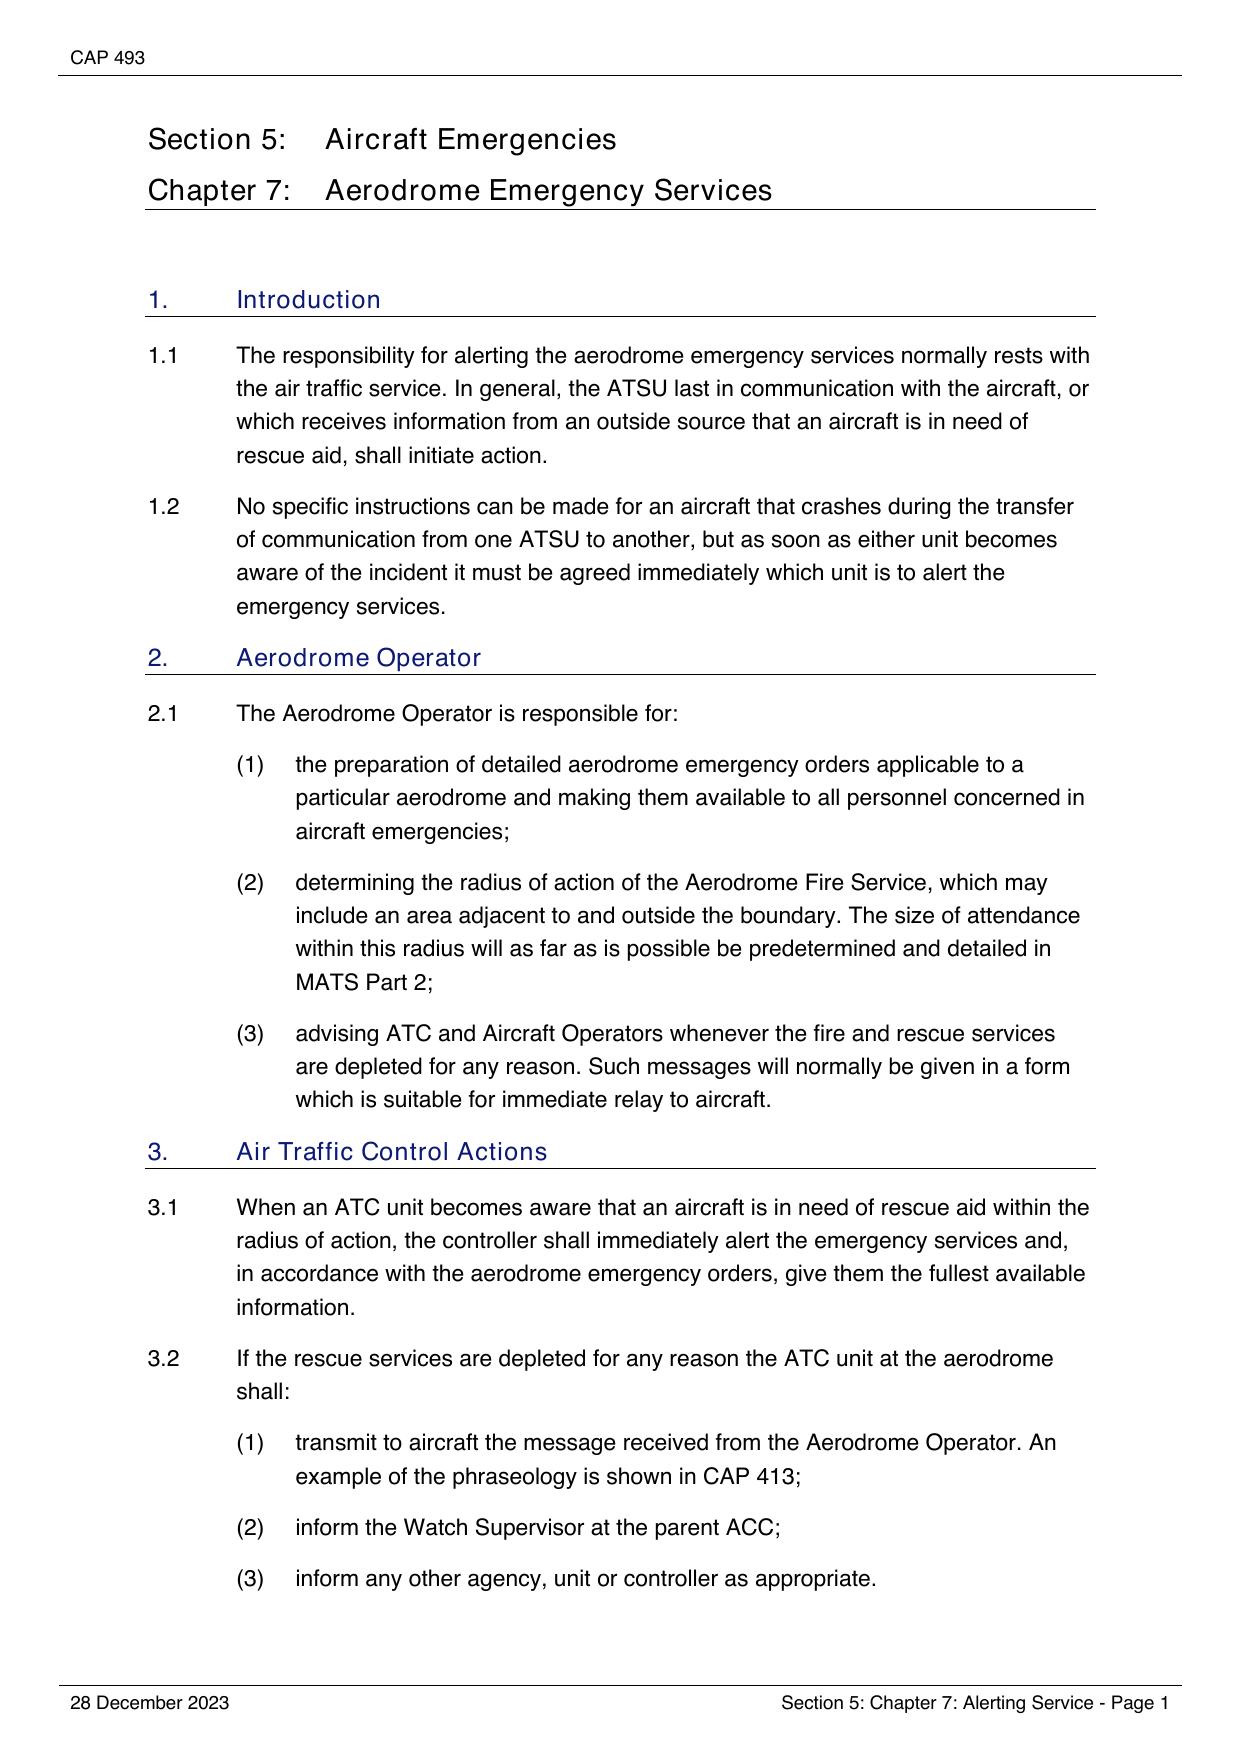 CAP 493
Section 5: Aircraft Emergencies
Chapter 7: Aerodrome Emergency Services
1. Introduction
1.1 The responsibility for alerting the aerodrome emergency services normally rests with
the air traffic service. In general, the ATSU last in communication with the aircraft, or
which receives information from an outside source that an aircraft is in need of
rescue aid, shall initiate action.
1.2 No specific instructions can be made for an aircraft that crashes during the transfer
of communication from one ATSU to another, but as soon as either unit becomes
aware of the incident it must be agreed immediately which unit is to alert the
emergency services.
2. Aerodrome Operator
2.1 The Aerodrome Operator is responsible for:
(1) the preparation of detailed aerodrome emergency orders applicable to a
particular aerodrome and making them available to all personnel concerned in
aircraft emergencies;
(2) determining the radius of action of the Aerodrome Fire Service, which may
include an area adjacent to and outside the boundary. The size of attendance
within this radius will as far as is possible be predetermined and detailed in
MATS Part 2;
(3) advising ATC and Aircraft Operators whenever the fire and rescue services
are depleted for any reason. Such messages will normally be given in a form
which is suitable for immediate relay to aircraft.
3. Air Traffic Control Actions
3.1 When an ATC unit becomes aware that an aircraft is in need of rescue aid within the
radius of action, the controller shall immediately alert the emergency services and,
in accordance with the aerodrome emergency orders, give them the fullest available
information.
3.2 If the rescue services are depleted for any reason the ATC unit at the aerodrome
shall:
(1) transmit to aircraft the message received from the Aerodrome Operator. An
example of the phraseology is shown in CAP 413;
(2) inform the Watch Supervisor at the parent ACC;
(3) inform any other agency, unit or controller as appropriate.
28 December 2023 Section 5: Chapter 7: Alerting Service - Page 1